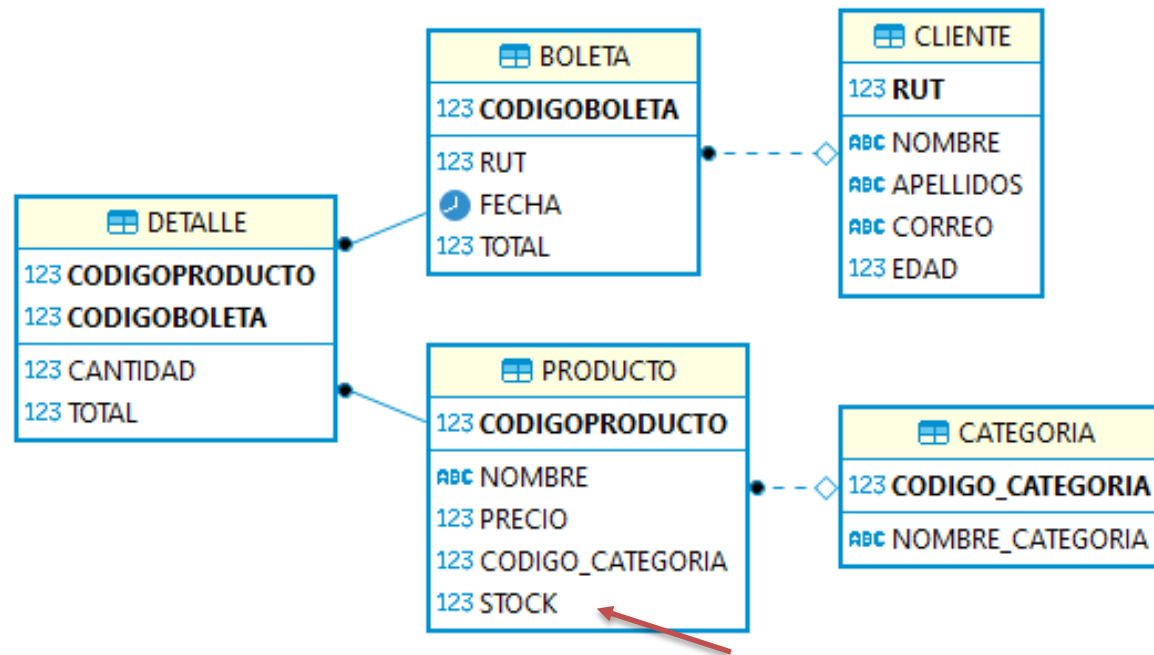 DETALLE
123 CODIGOPRODUCTO
123 CODIGOBOLETA
123 CANTIDAD
123 TOTAL
BOLETA
123 CODIGOBOLETA
123 RUT
FECHA
123 TOTAL
CLIENTE
123 RUT
ABC NOMBRE
ABC APELLIDOS
ABC CORREO
123 EDAD
PRODUCTO
123 CODIGOPRODUCTO
ABC NOMBRE
123 PRECIO
123 CODIGO_CATEGORIA
123 STOCK
CATEGORIA
123 CODIGO_CATEGORIA
ABC NOMBRE_CATEGORIA